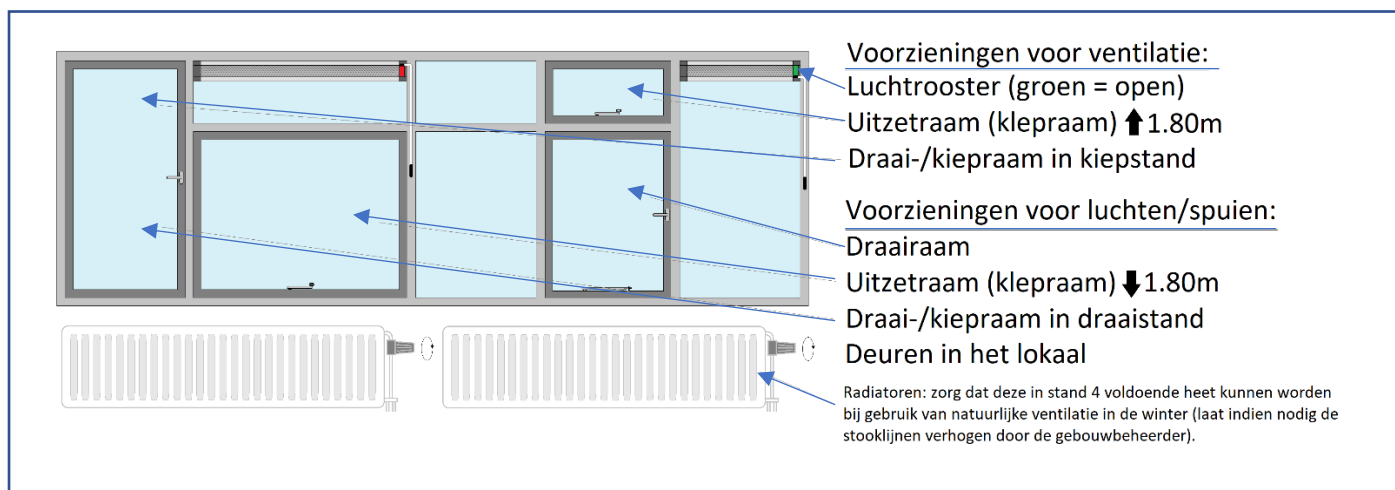 Voorzieningen voor ventilatie:
Luchtrooster (groen = open)
Uitzetraam (klepraam) ⬆ 1.80m
Draai-/kiepraam in kiepstand
Voorzieningen voor luchten/spuien:
Draairaam
Uitzetraam (klepraam) ⬇ 1.80m
Draai-/kiepraam in draaistand
Deuren in het lokaal
Radiatoren: zorg dat deze in stand 4 voldoende heet kunnen worden
bij gebruik van natuurlijke ventilatie in de winter (laat indien nodig de
stooklijnen verhogen door de gebouwbeheerder).